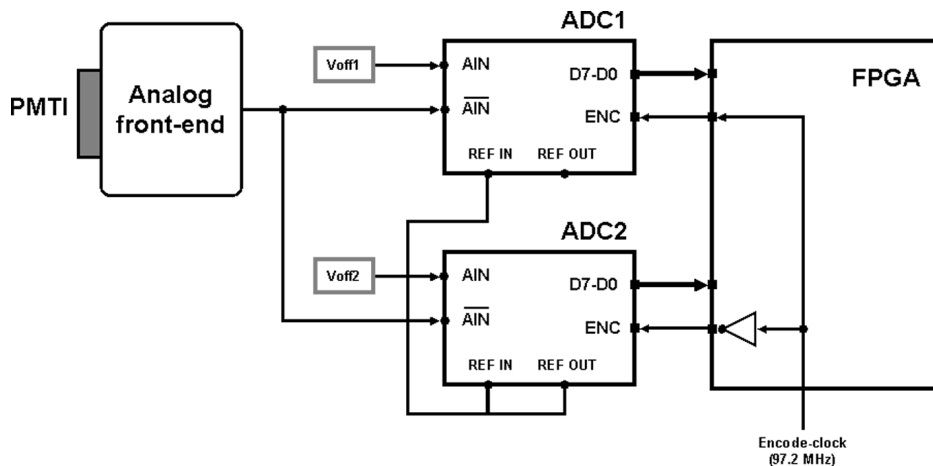 ADC1
Voff1
AIN
D7-D0
FPGA
PMTI
Analog
front-end
AIN
ENC
REF IN
REF OUT
ADC2
Voff2
AIN
D7-D0
AIN
ENC
REF IN
REF OUT
Encode-clock
(97.2 MHz)